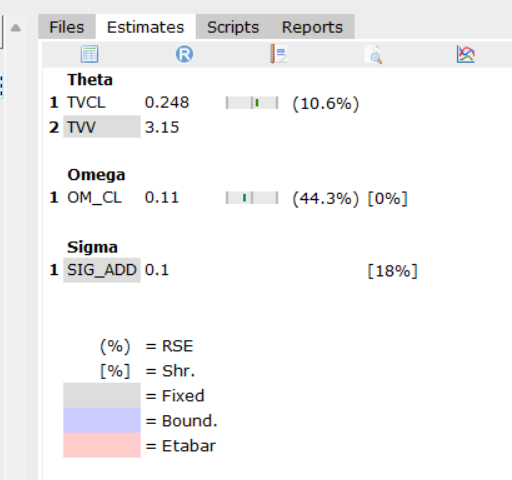 Files Estimates Scripts Reports
Theta
1 TVCL 0.248 (10.6%)
2 TVV 3.15
Omega
1 OM_CL 0.11 (44.3%) [0%]
Sigma
1 SIG_ADD 0.1 [18%]
(%) = RSE
[%] = Shr.
= Fixed
= Bound.
= Etabar